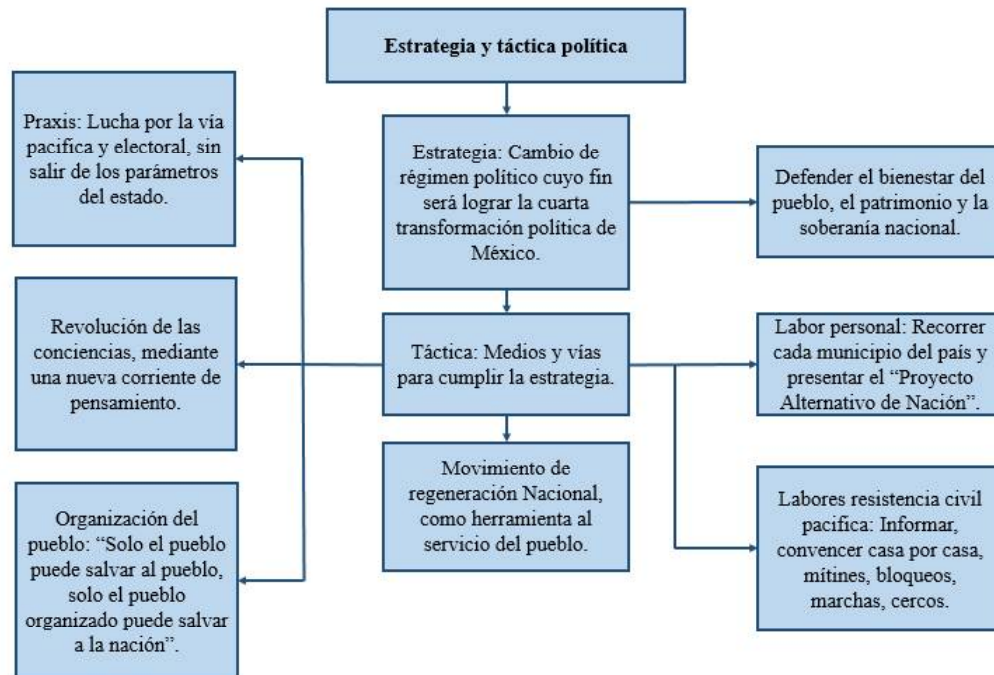 Estrategia y táctica política
Praxis: Lucha por la vía
pacifica y electoral, sin
salir de los parámetros
del estado.
Estrategia: Cambio de
régimen político cuyo fin
será lograr la cuarta
transformación política de
México.
Defender el bienestar del
pueblo, el patrimonio y la
soberanía nacional.
Revolución de las
conciencias, mediante
una nueva corriente de
pensamiento.
Táctica: Medios y vías
para cumplir la estrategia.
Labor personal: Recorrer
cada municipio del país y
presentar el “Proyecto
Alternativo de Nación”.
Organización del
pueblo: “Solo el pueblo
puede salvar al pueblo,
solo el pueblo
organizado puede salvar
a la nación”.
Movimiento de
regeneración Nacional,
como herramienta al
servicio del pueblo.
Labores resistencia civil
pacifica: Informar,
convencer casa por casa,
mítines, bloqueos,
marchas, cercos.